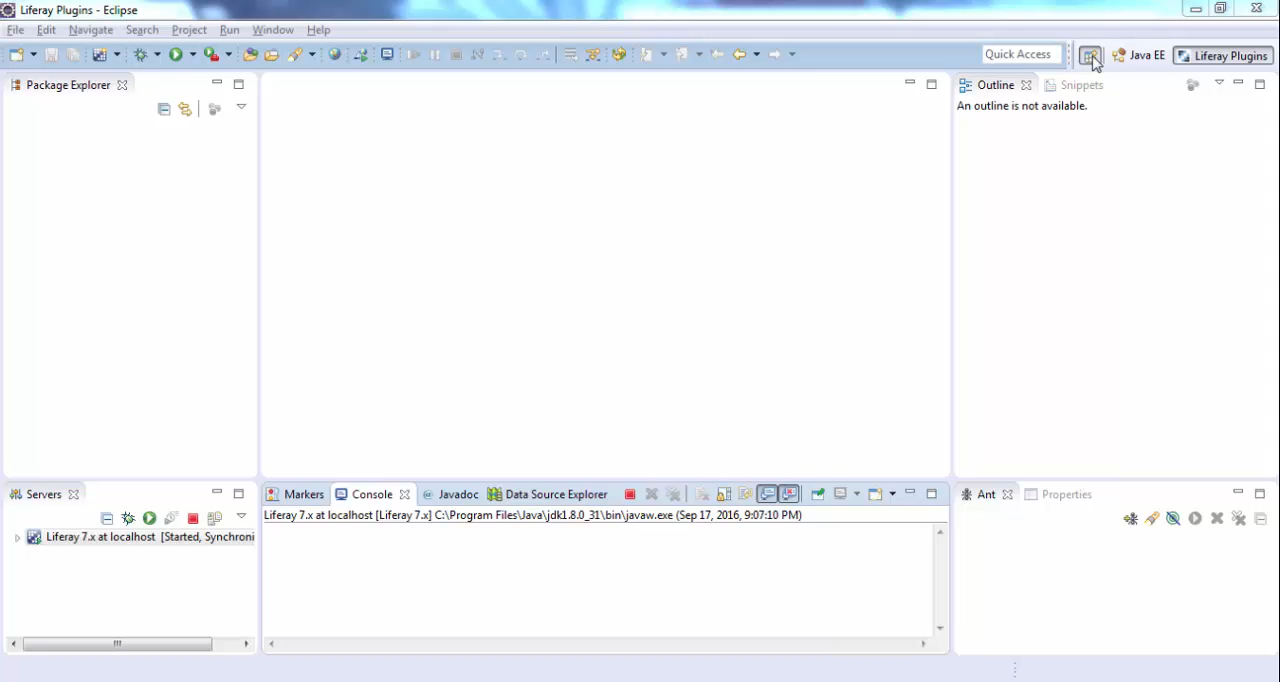 Liferay Plugins - Eclipse
File Edit Navigate Search Project Run Window Help
Quick Access Java EE Liferay Plugins
Package Explorer
Outline Snippets
An outline is not available.
Servers
Markers Console Javadoc Data Source Explorer
Ant Properties
Liferay 7.x at localhost [Liferay 7.x] C:\Program Files\Java\jdk1.8.0_31\bin\javaw.exe (Sep 17, 2016, 9:07:10 PM)
Liferay 7.x at localhost [Started, Synchroni